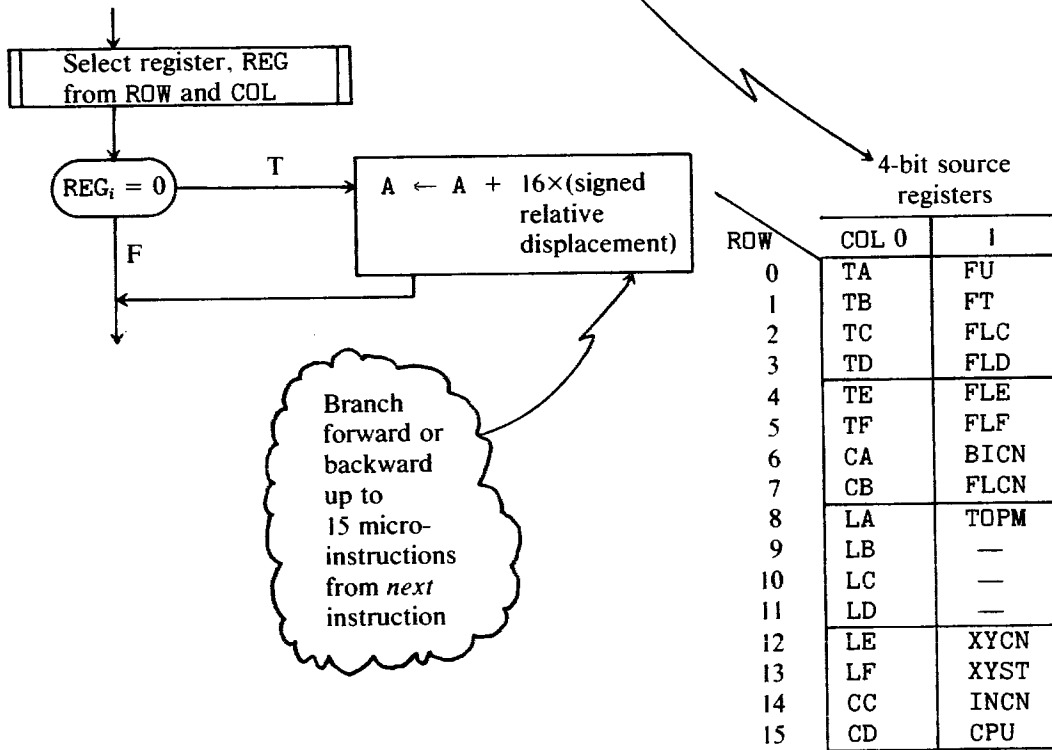 Select register, REG
from ROW and COL
REGi = 0
T
F
A ← A + 16×(signed
relative
displacement)
Branch
forward or
backward
up to
15 micro-
instructions
from next
instruction
4-bit source
registers
ROW COL 0 1
0 TA FU
1 TB FT
2 TC FLC
3 TD FLD
4 TE FLE
5 TF FLF
6 CA BICN
7 CB FLCN
8 LA TOPM
9 LB —
10 LC —
11 LD —
12 LE XYCN
13 LF XYST
14 CC INCN
15 CD CPU